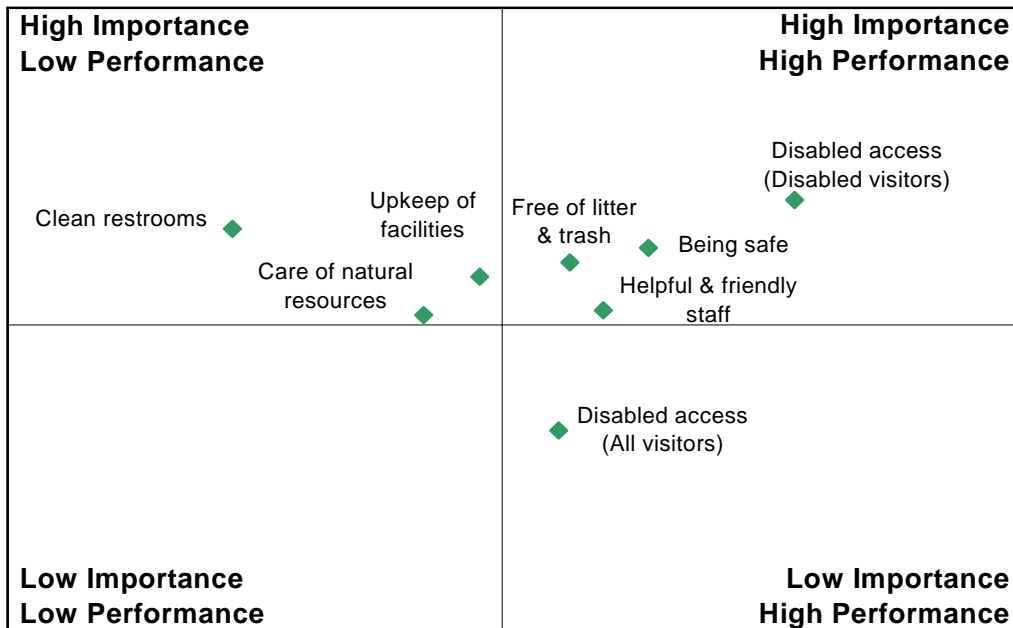 High Importance
Low Performance
High Importance
High Performance
Disabled access
(Disabled visitors)
Clean restrooms
Upkeep of
facilities
Free of litter
& trash
Being safe
Care of natural
resources
Helpful & friendly
staff
Disabled access
(All visitors)
Low Importance
Low Performance
Low Importance
High Performance